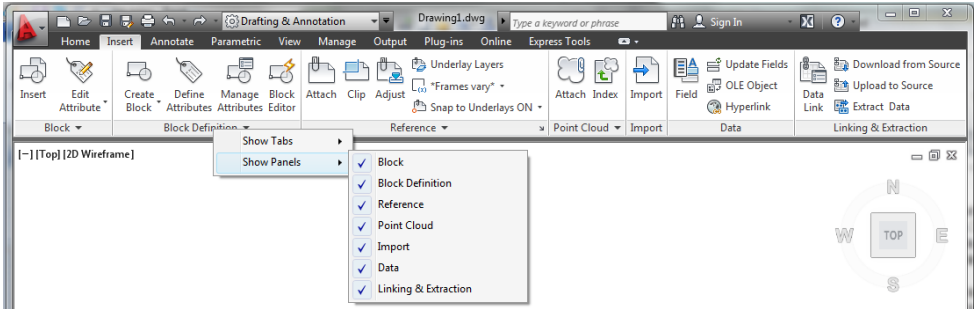 Drafting & Annotation Drawing1.dwg Type a keyword or phrase Sign In
Home Insert Annotate Parametric View Manage Output Plug-ins Online Express Tools
Insert Edit Attribute Create Block Define Attributes Manage Attributes Block Editor Attach Clip Adjust
Underlay Layers
*Frames vary*
Snap to Underlays ON
Attach Index Import Field
Update Fields
OLE Object
Hyperlink
Data Link
Download from Source
Upload to Source
Extract Data
Block Block Definition Reference Point Cloud Import Data Linking & Extraction
Show Tabs
Show Panels
Block
Block Definition
Reference
Point Cloud
Import
Data
Linking & Extraction
[−] [Top] [2D Wireframe]
N
W TOP E
S